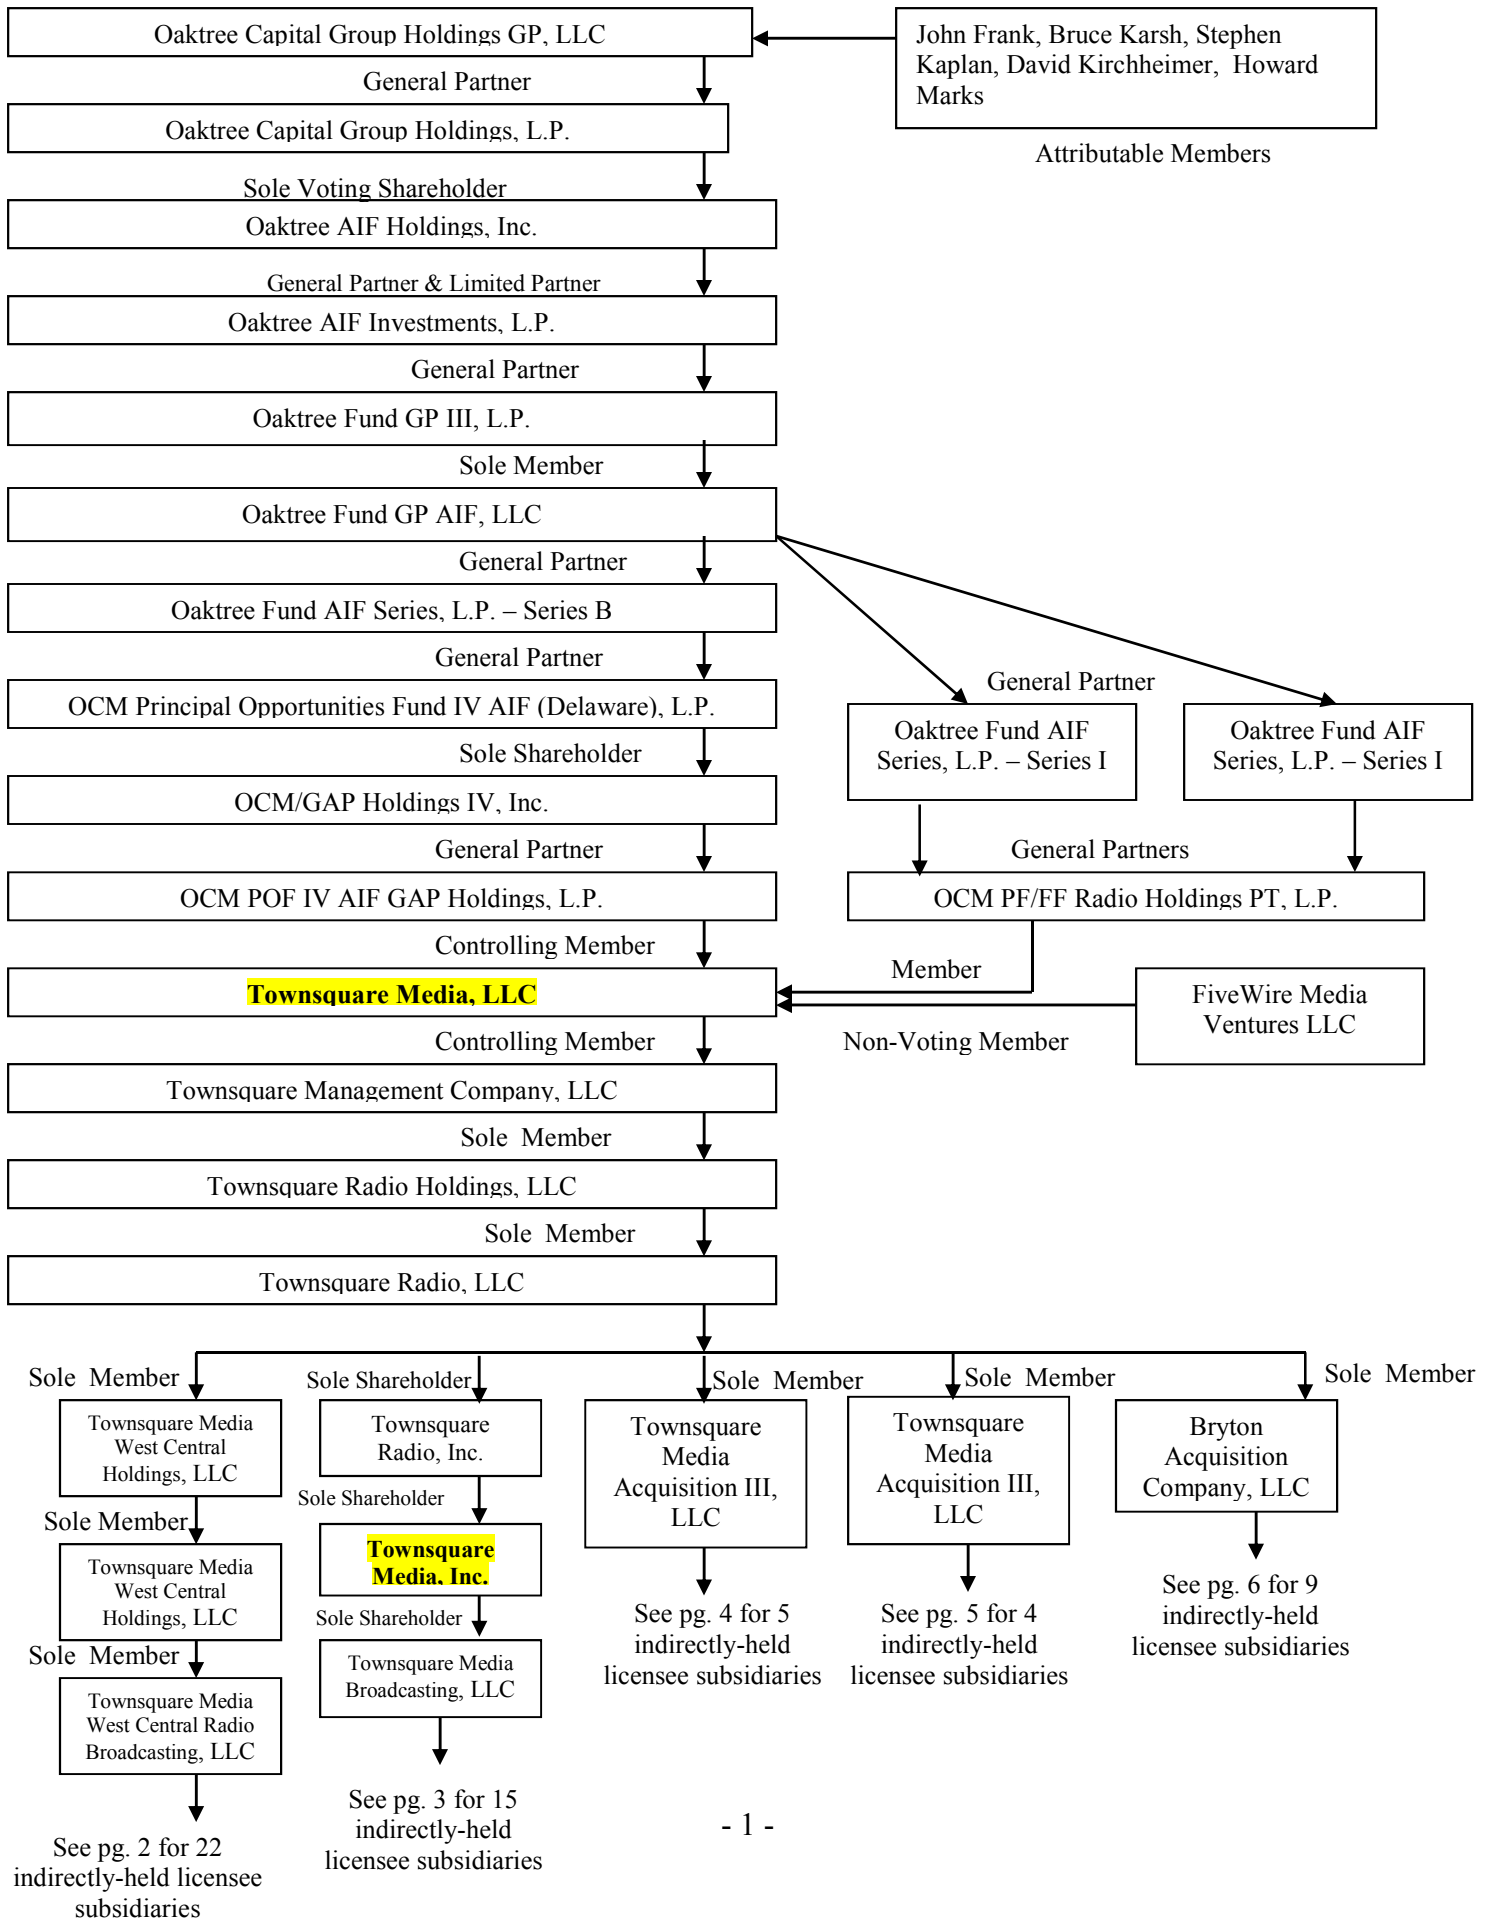 Oaktree Capital Group Holdings GP, LLC
John Frank, Bruce Karsh, Stephen
Kaplan, David Kirchheimer, Howard
Marks
Attributable Members
General Partner
Oaktree Capital Group Holdings, L.P.
Sole Voting Shareholder
Oaktree AIF Holdings, Inc.
General Partner & Limited Partner
Oaktree AIF Investments, L.P.
General Partner
Oaktree Fund GP III, L.P.
Sole Member
Oaktree Fund GP AIF, LLC
General Partner
Oaktree Fund AIF Series, L.P. – Series B
General Partner
OCM Principal Opportunities Fund IV AIF (Delaware), L.P.
General Partner
Oaktree Fund AIF
Series, L.P. – Series I
Oaktree Fund AIF
Series, L.P. – Series I
Sole Shareholder
OCM/GAP Holdings IV, Inc.
General Partner
General Partners
OCM POF IV AIF GAP Holdings, L.P.
OCM PF/FF Radio Holdings PT, L.P.
Controlling Member
Member
Townsquare Media, LLC
FiveWire Media
Ventures LLC
Non-Voting Member
Controlling Member
Townsquare Management Company, LLC
Sole Member
Townsquare Radio Holdings, LLC
Sole Member
Townsquare Radio, LLC
Sole Member
Townsquare Media
West Central
Holdings, LLC
Sole Member
Townsquare Media
West Central
Holdings, LLC
Sole Member
Townsquare Media
West Central Radio
Broadcasting, LLC
See pg. 2 for 22
indirectly-held licensee
subsidiaries
Sole Shareholder
Townsquare
Radio, Inc.
Sole Shareholder
Townsquare
Media, Inc.
Sole Shareholder
Townsquare Media
Broadcasting, LLC
See pg. 3 for 15
indirectly-held
licensee subsidiaries
Sole Member
Townsquare
Media
Acquisition III,
LLC
See pg. 4 for 5
indirectly-held
licensee subsidiaries
Sole Member
Townsquare
Media
Acquisition III,
LLC
See pg. 5 for 4
indirectly-held
licensee subsidiaries
Sole Member
Bryton
Acquisition
Company, LLC
See pg. 6 for 9
indirectly-held
licensee subsidiaries
- 1 -